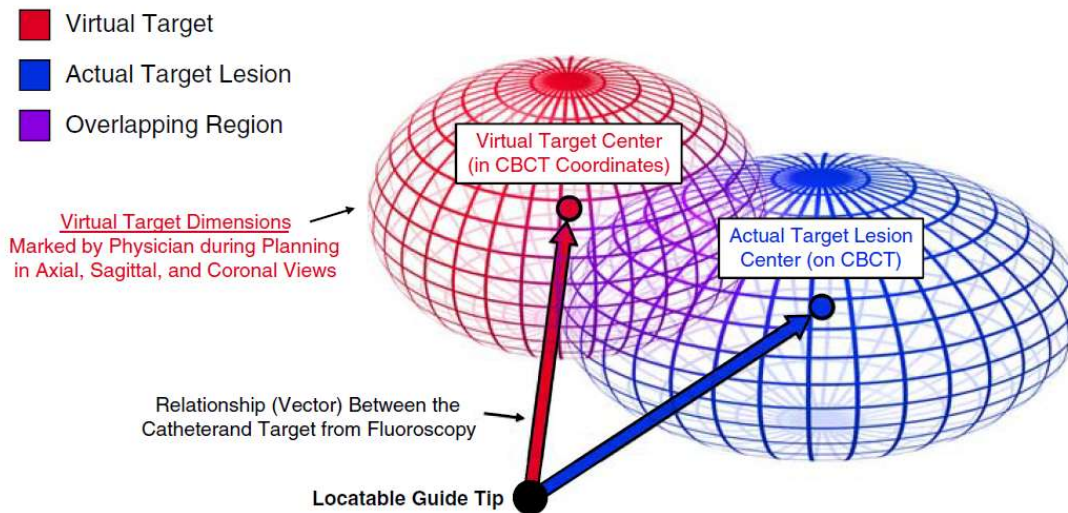 Virtual Target
Actual Target Lesion
Overlapping Region
Virtual Target Center
(in CBCT Coordinates)
Virtual Target Dimensions
Marked by Physician during Planning
in Axial, Sagittal, and Coronal Views
Actual Target Lesion
Center (on CBCT)
Relationship (Vector) Between the
Catheterand Target from Fluoroscopy
Locatable Guide Tip